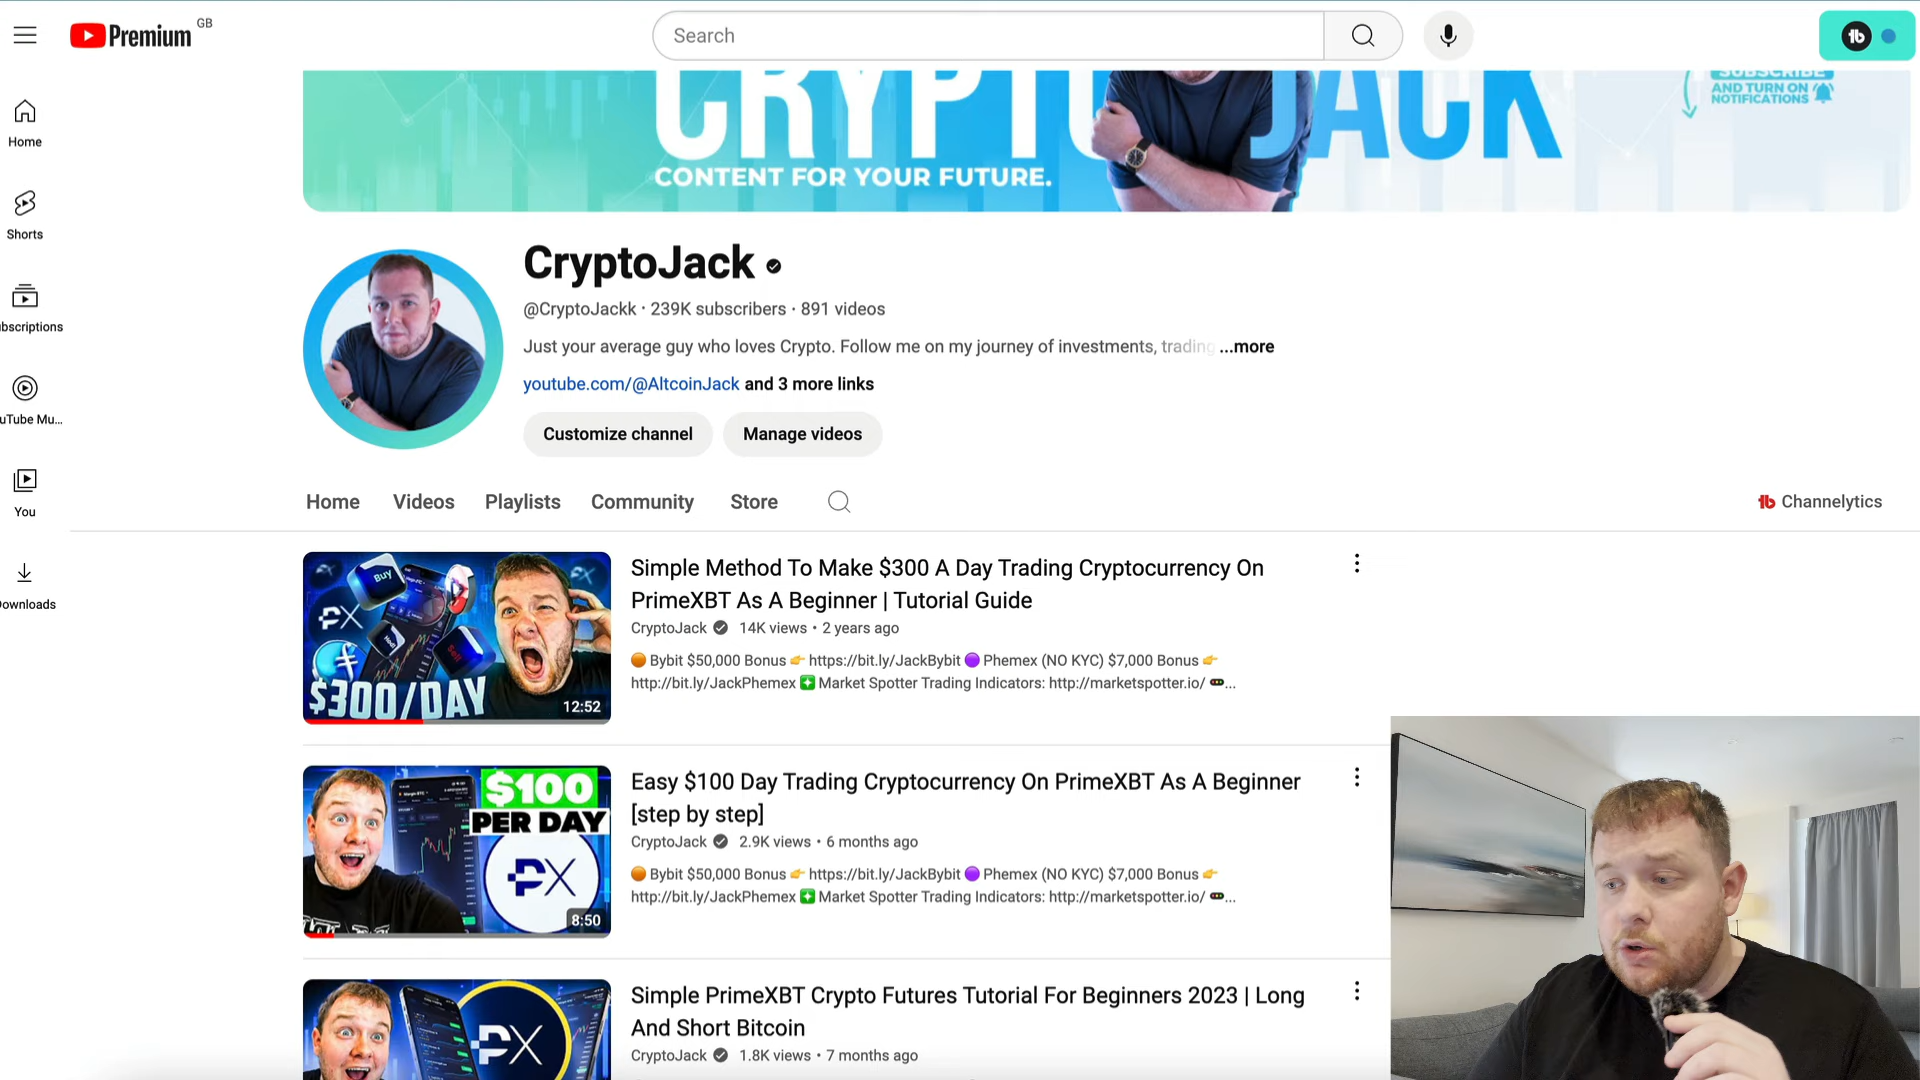 Premium GB
Search
CRYPTO JACK
CONTENT FOR YOUR FUTURE.
SUBSCRIBE
AND TURN ON
NOTIFICATIONS
Home
Shorts
bscriptions
uTube Mu...
You
ownloads
CryptoJack
@CryptoJackk · 239K subscribers · 891 videos
Just your average guy who loves Crypto. Follow me on my journey of investments, trading ...more
youtube.com/@AltcoinJack and 3 more links
Customize channel
Manage videos
Home
Videos
Playlists
Community
Store
Channelytics
Buy
Hodl
Sell
PX
$300/DAY
12:52
Simple Method To Make $300 A Day Trading Cryptocurrency On
PrimeXBT As A Beginner | Tutorial Guide
CryptoJack 14K views • 2 years ago
🟠 Bybit $50,000 Bonus 👉 https://bit.ly/JackBybit 🟣 Phemex (NO KYC) $7,000 Bonus 👉
http://bit.ly/JackPhemex ❇️ Market Spotter Trading Indicators: http://marketspotter.io/ 🚥...
$100
PER DAY
PX
8:50
Easy $100 Day Trading Cryptocurrency On PrimeXBT As A Beginner
[step by step]
CryptoJack 2.9K views • 6 months ago
🟠 Bybit $50,000 Bonus 👉 https://bit.ly/JackBybit 🟣 Phemex (NO KYC) $7,000 Bonus 👉
http://bit.ly/JackPhemex ❇️ Market Spotter Trading Indicators: http://marketspotter.io/ 🚥...
PX
Simple PrimeXBT Crypto Futures Tutorial For Beginners 2023 | Long
And Short Bitcoin
CryptoJack 1.8K views • 7 months ago